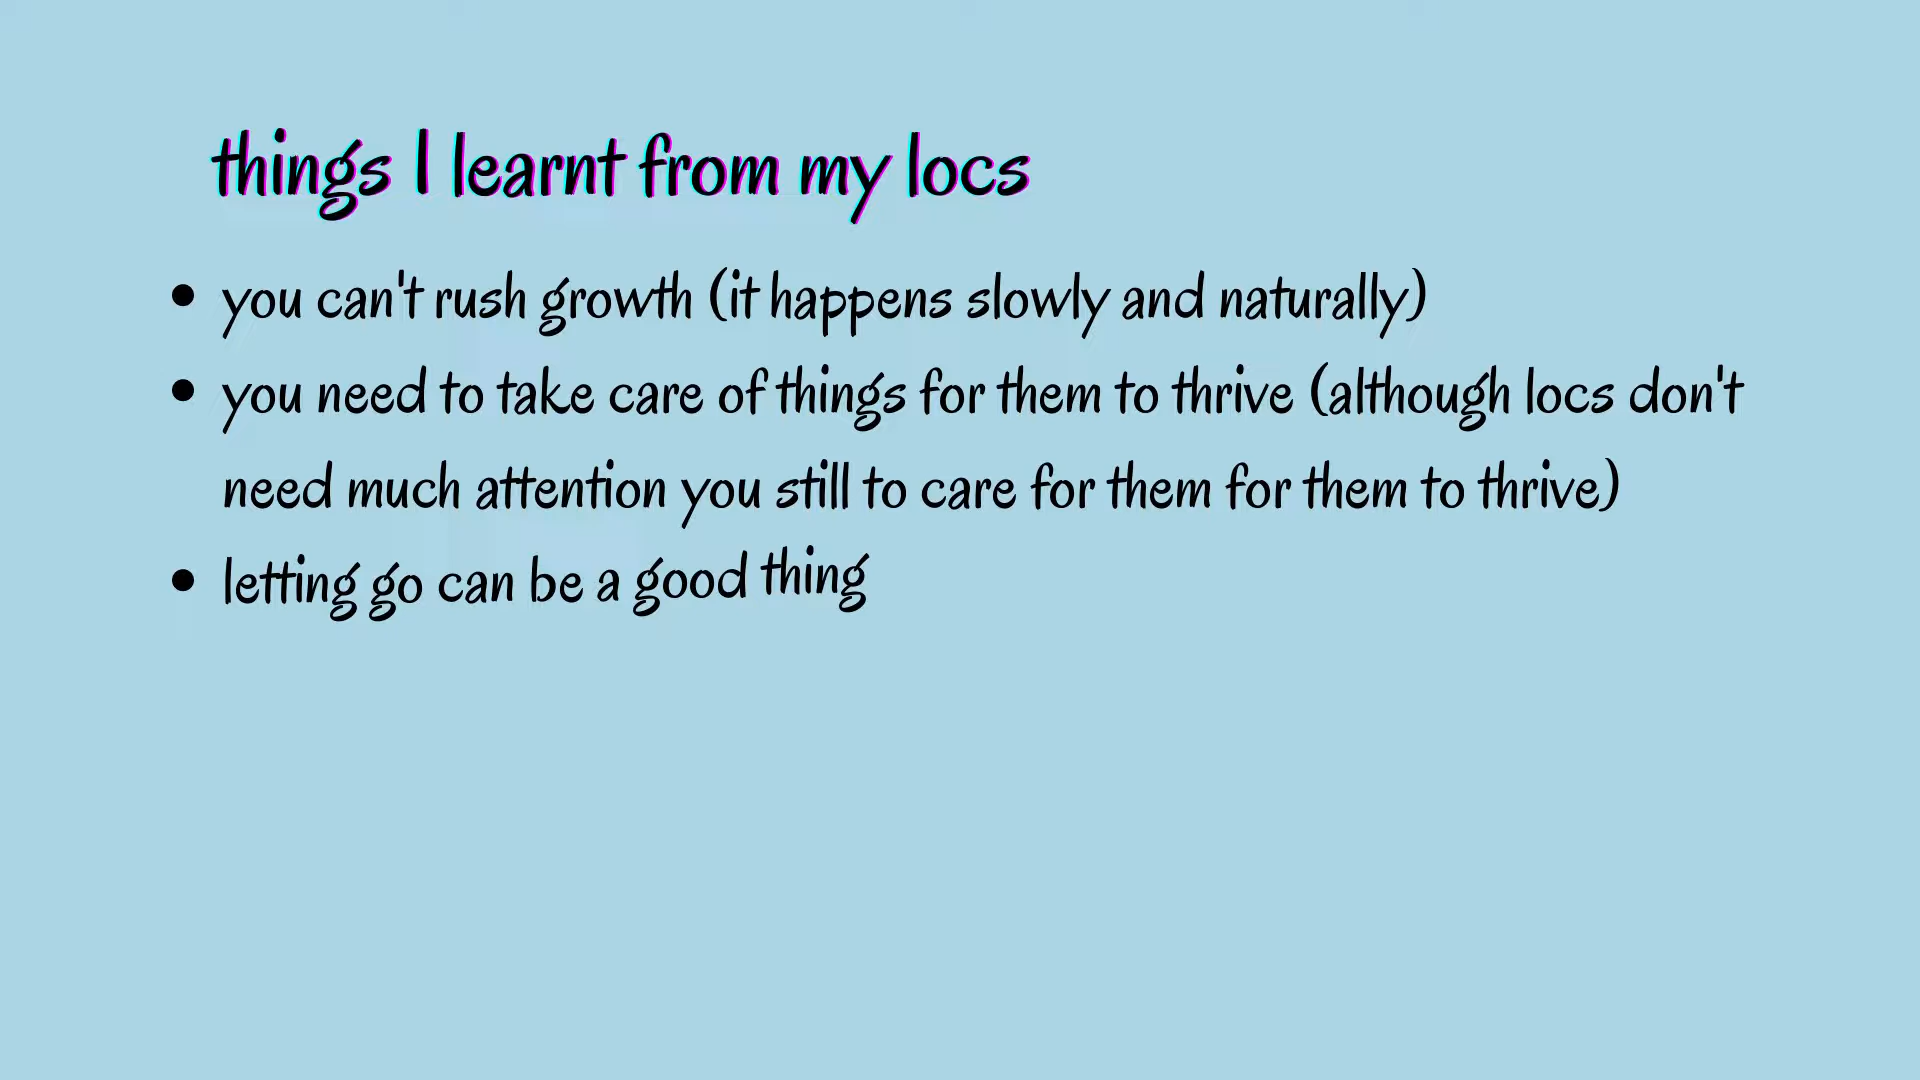 things I learnt from my locs
• you can't rush growth (it happens slowly and naturally)
• you need to take care of things for them to thrive (although locs don't
need much attention you still to care for them for them to thrive)
• letting go can be a good thing